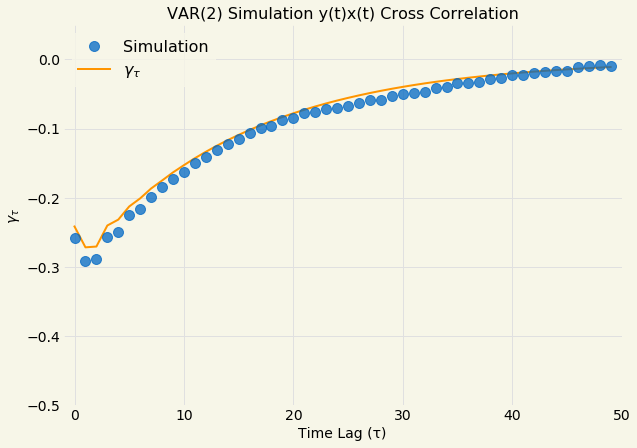 VAR(2) Simulation y(t)x(t) Cross Correlation
Simulation
γτ
0.0
−0.1
−0.2
−0.3
−0.4
−0.5
γτ
0
10
20
30
40
50
Time Lag (τ)